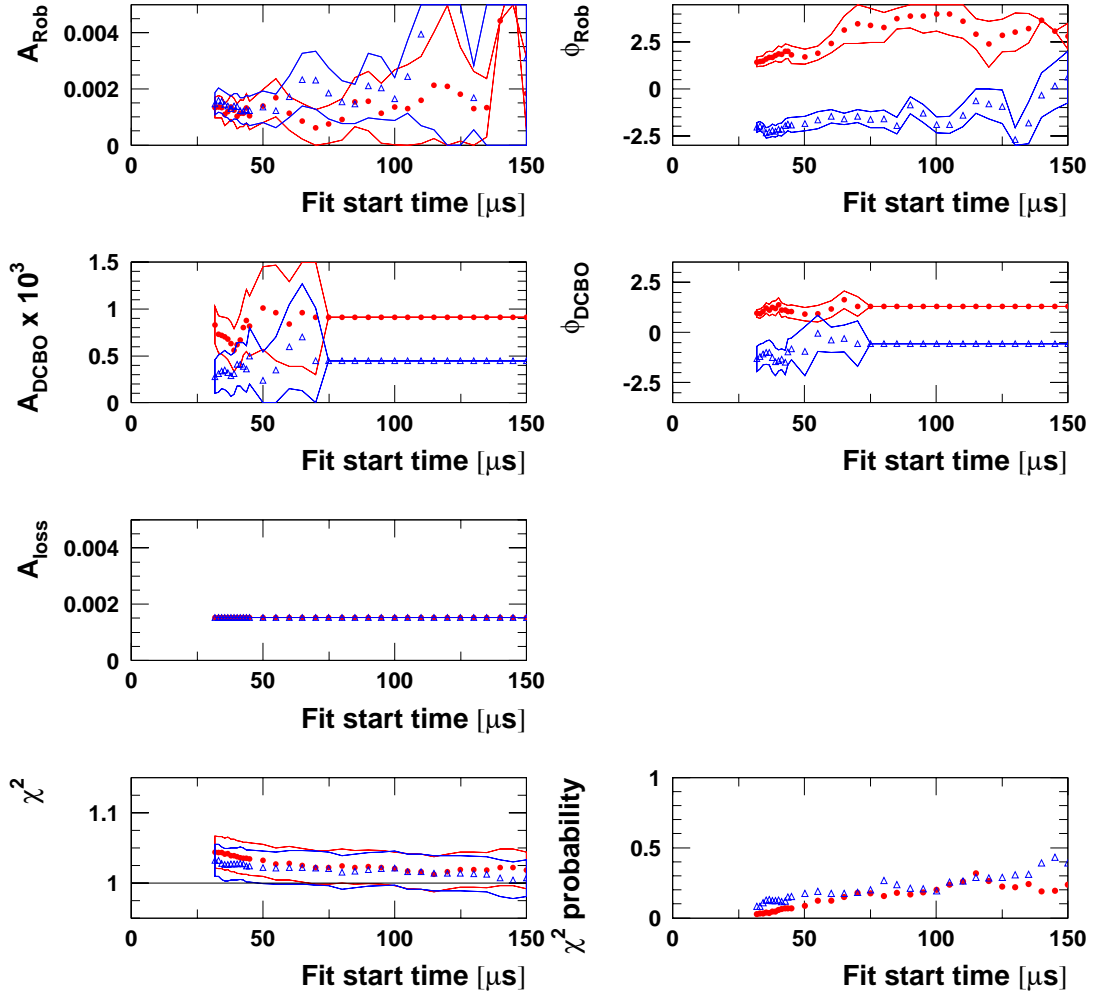 A_Rob
0.004
0.002
0
0 50 100 150
Fit start time [μs]
ϕ_Rob
2.5
0
-2.5
0 50 100 150
Fit start time [μs]
A_DCBO x 10^3
1.5
1
0.5
0
0 50 100 150
Fit start time [μs]
ϕ_DCBO
2.5
0
-2.5
0 50 100 150
Fit start time [μs]
A_loss
0.004
0.002
0
0 50 100 150
Fit start time [μs]
χ^2
1.1
1
0 50 100 150
Fit start time [μs]
χ^2 probability
1
0.5
0
0 50 100 150
Fit start time [μs]